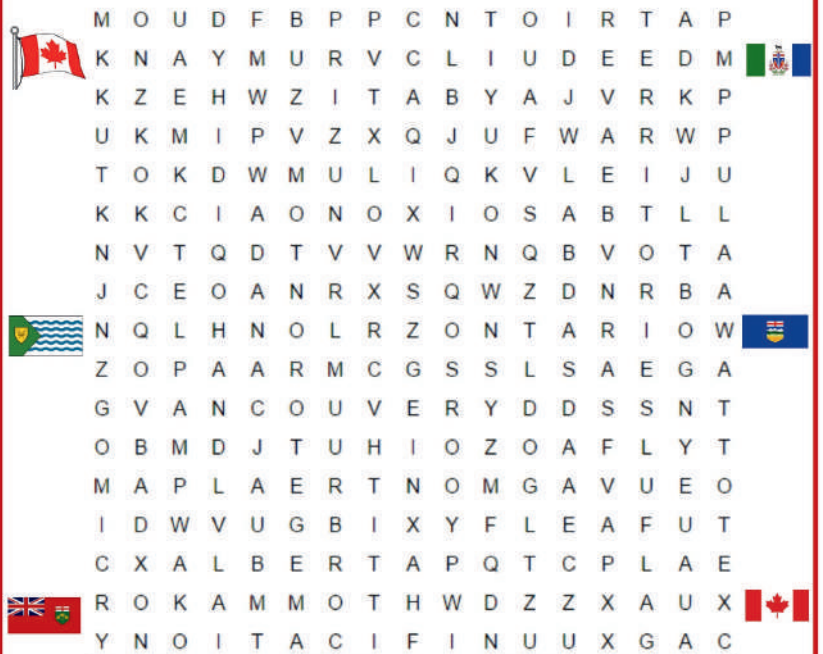 M O U D F B P P C N T O I R T A P
K N A Y M U R V C L I U D E E D M
K Z E H W Z I T A B Y A J V R K P
U K M I P V Z X Q J U F W A R W P
T O K D W M U L I Q K V L E I J U
K K C I A O N O X I O S A B T L L
N V T Q D T V V W R N Q B V O T A
J C E O A N R X S Q W Z D N R B A
N Q L H N O L R Z O N T A R I O W
Z O P A A R M C G S S L S A E G A
G V A N C O U V E R Y D D S S N T
O B M D J T U H I O Z O A F L Y T
M A P L A E R T N O M G A V U E O
I D W V U G B I X Y F L E A F U T
C X A L B E R T A P Q T C P L A E
R O K A M M O T H W D Z Z X A U X
Y N O I T A C I F I N U U X G A C